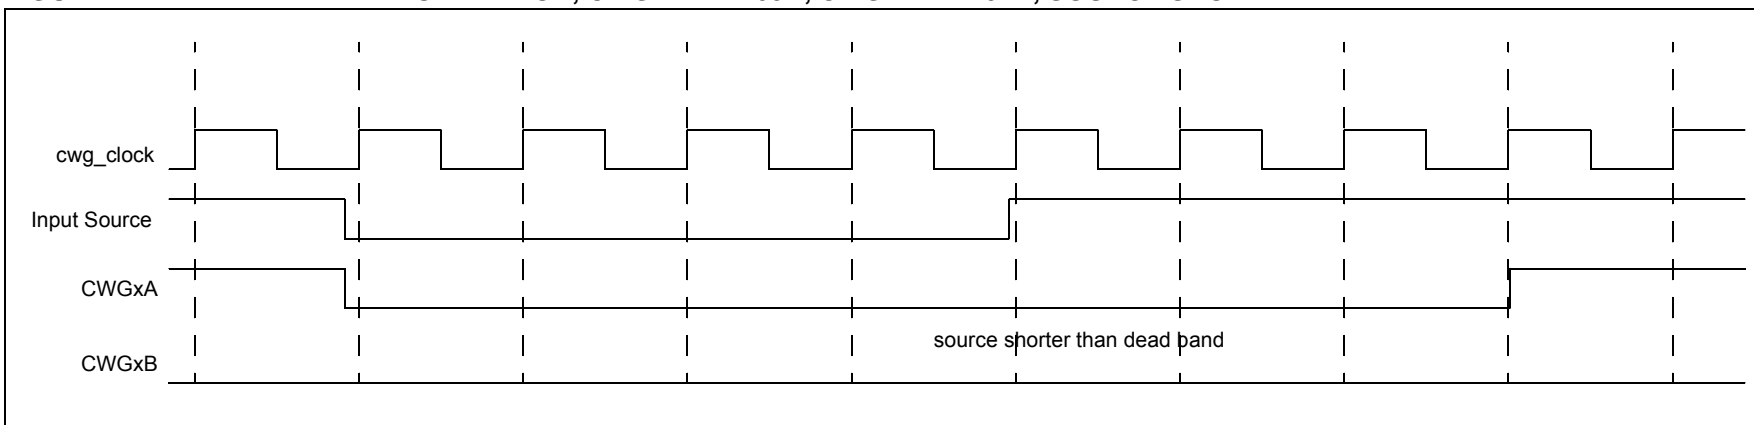 cwg_clock
Input Source
CWGxA
source shorter than dead band
CWGxB